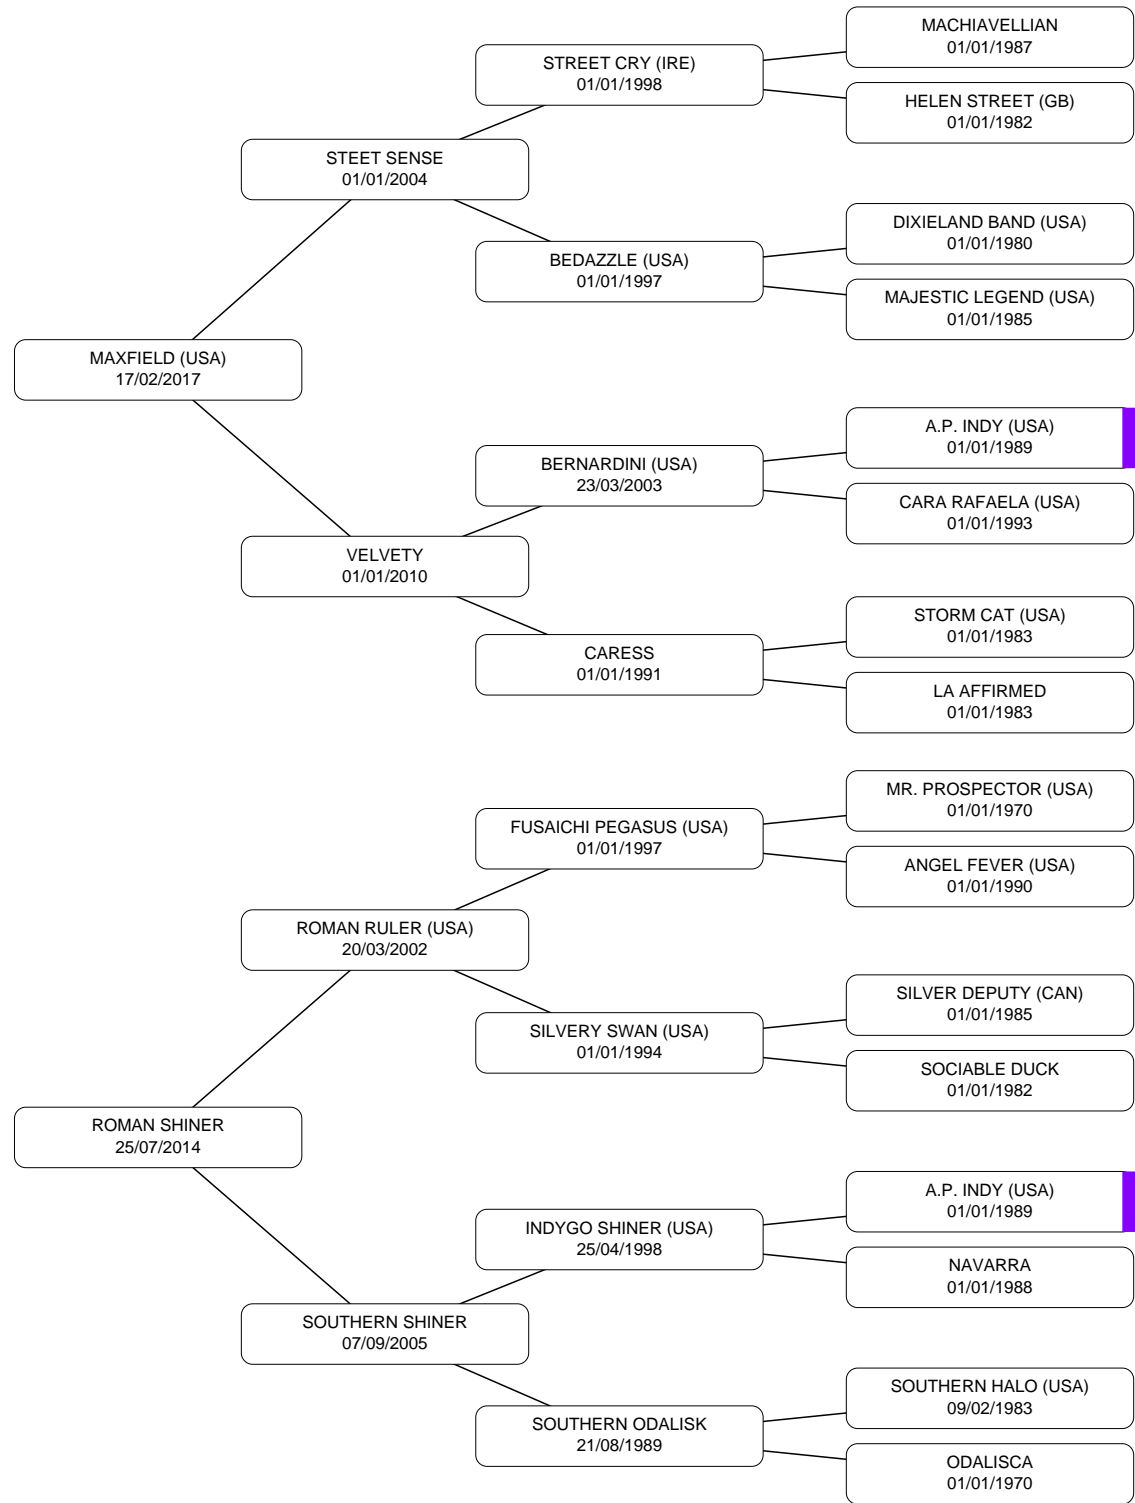 MACHIAVELLIAN
01/01/1987
STREET CRY (IRE)
01/01/1998
HELEN STREET (GB)
01/01/1982
STEET SENSE
01/01/2004
DIXIELAND BAND (USA)
01/01/1980
BEDAZZLE (USA)
01/01/1997
MAJESTIC LEGEND (USA)
01/01/1985
MAXFIELD (USA)
17/02/2017
A.P. INDY (USA)
01/01/1989
BERNARDINI (USA)
23/03/2003
CARA RAFAELA (USA)
01/01/1993
VELVETY
01/01/2010
STORM CAT (USA)
01/01/1983
CARESS
01/01/1991
LA AFFIRMED
01/01/1983
MR. PROSPECTOR (USA)
01/01/1970
FUSAICHI PEGASUS (USA)
01/01/1997
ANGEL FEVER (USA)
01/01/1990
ROMAN RULER (USA)
20/03/2002
SILVER DEPUTY (CAN)
01/01/1985
SILVERY SWAN (USA)
01/01/1994
SOCIABLE DUCK
01/01/1982
ROMAN SHINER
25/07/2014
A.P. INDY (USA)
01/01/1989
INDYGO SHINER (USA)
25/04/1998
NAVARRA
01/01/1988
SOUTHERN SHINER
07/09/2005
SOUTHERN HALO (USA)
09/02/1983
SOUTHERN ODALISK
21/08/1989
ODALISCA
01/01/1970